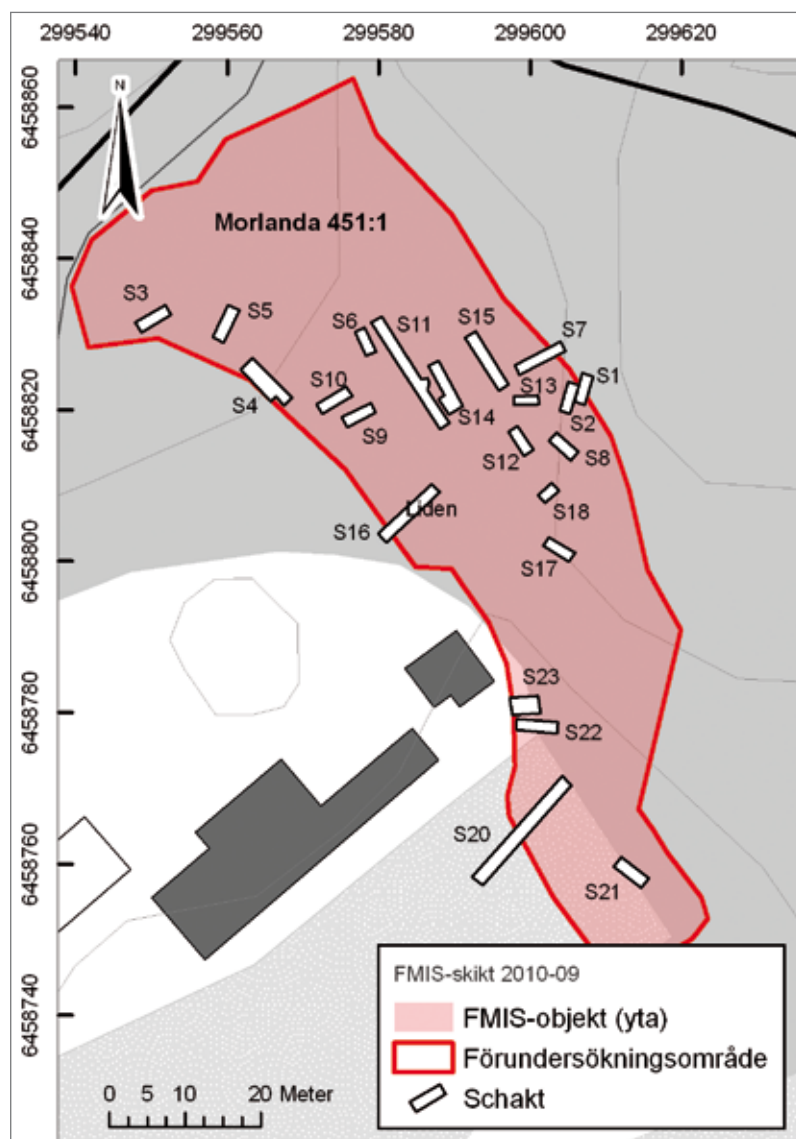 299540
299560
299580
299600
299620
6458860
6458840
6458820
6458800
6458780
6458760
6458740
N
Morlanda 451:1
S3
S5
S6
S11
S15
S7
S10
S13
S1
S4
S9
S14
S2
S12
S8
S18
Liden
S16
S17
S23
S22
S20
S21
FMIS-skikt 2010-09
FMIS-objekt (yta)
Förundersökningsområde
Schakt
0 5 10 20 Meter